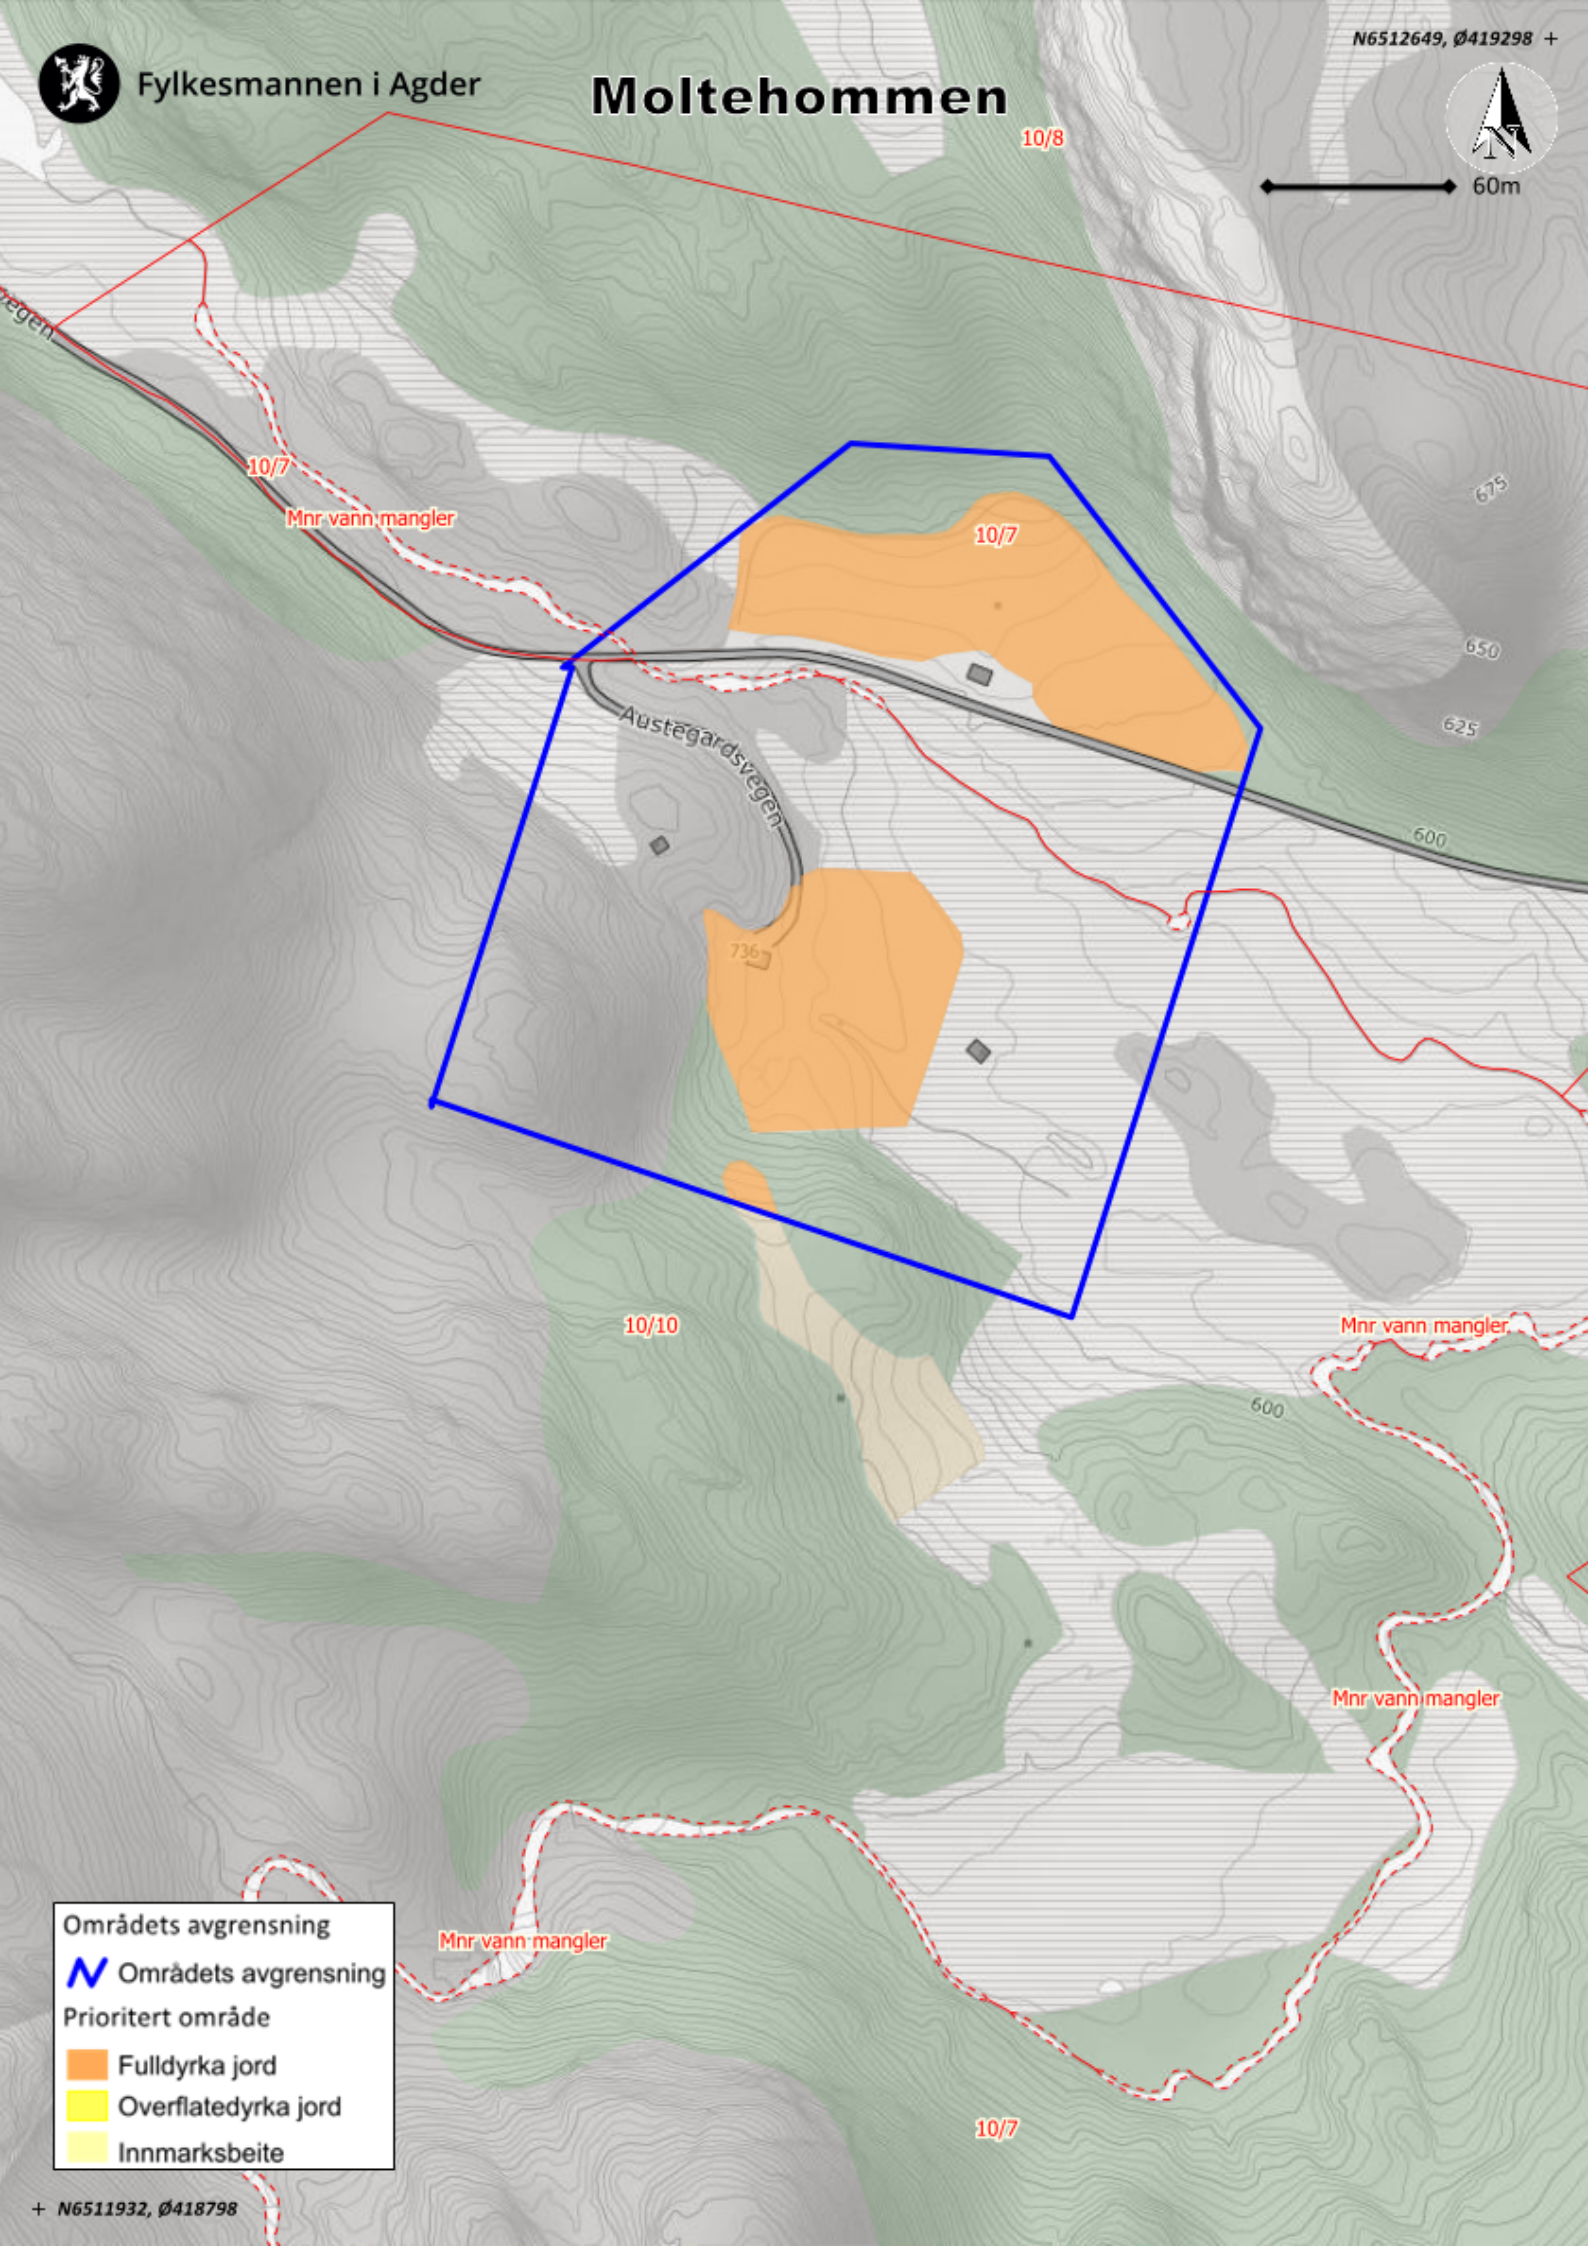 N6512649, Ø419298 +
Fylkesmannen i Agder
Moltehommen
10/8
N
60m
vegen
10/7
Mnr vann mangler
10/7
675
650
625
Austegardsvegen
600
736
10/10
Mnr vann mangler
600
Mnr vann mangler
Mnr vann mangler
10/7
Områdets avgrensning
Områdets avgrensning
Prioritert område
Fulldyrka jord
Overflatedyrka jord
Innmarksbeite
+ N6511932, Ø418798